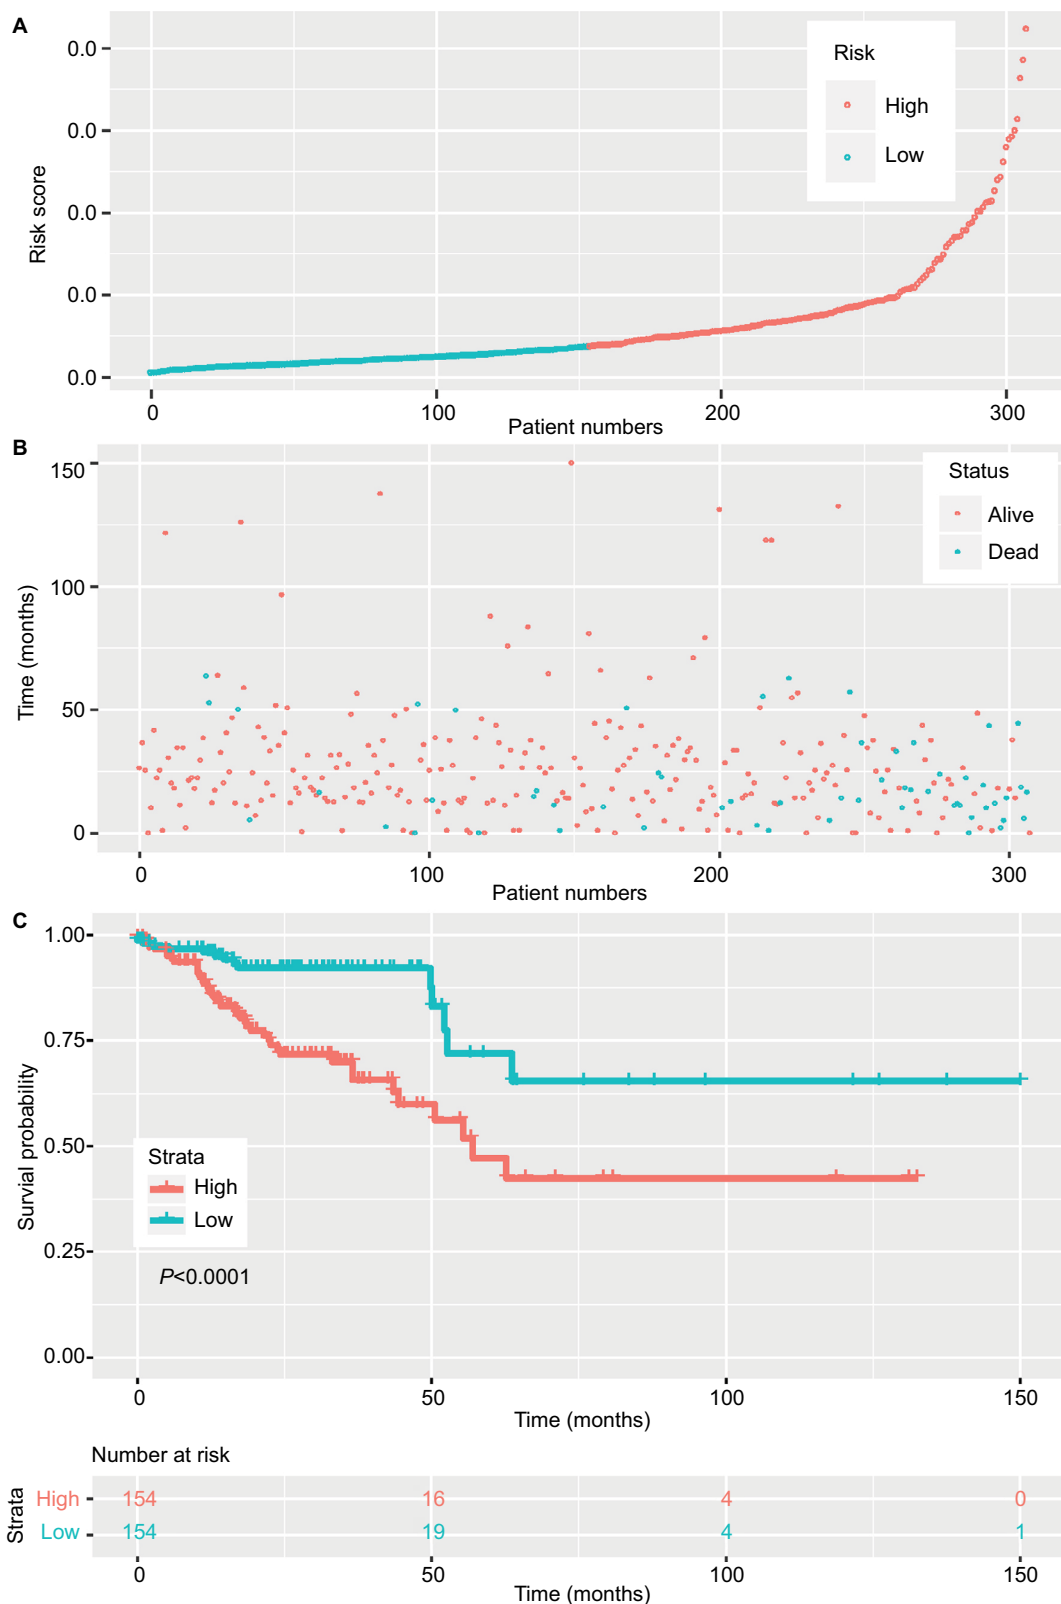 A
Risk score
0.0
0.0
0.0
0.0
0.0
Risk
High
Low
0 100 200 300
Patient numbers
B
Time (months)
150
100
50
0
Status
Alive
Dead
0 100 200 300
Patient numbers
C
Survial probability
1.00
0.75
0.50
0.25
0.00
Strata
High
Low
P<0.0001
0 50 100 150
Time (months)
Number at risk
Strata
High 154 16 4 0
Low 154 19 4 1
0 50 100 150
Time (months)